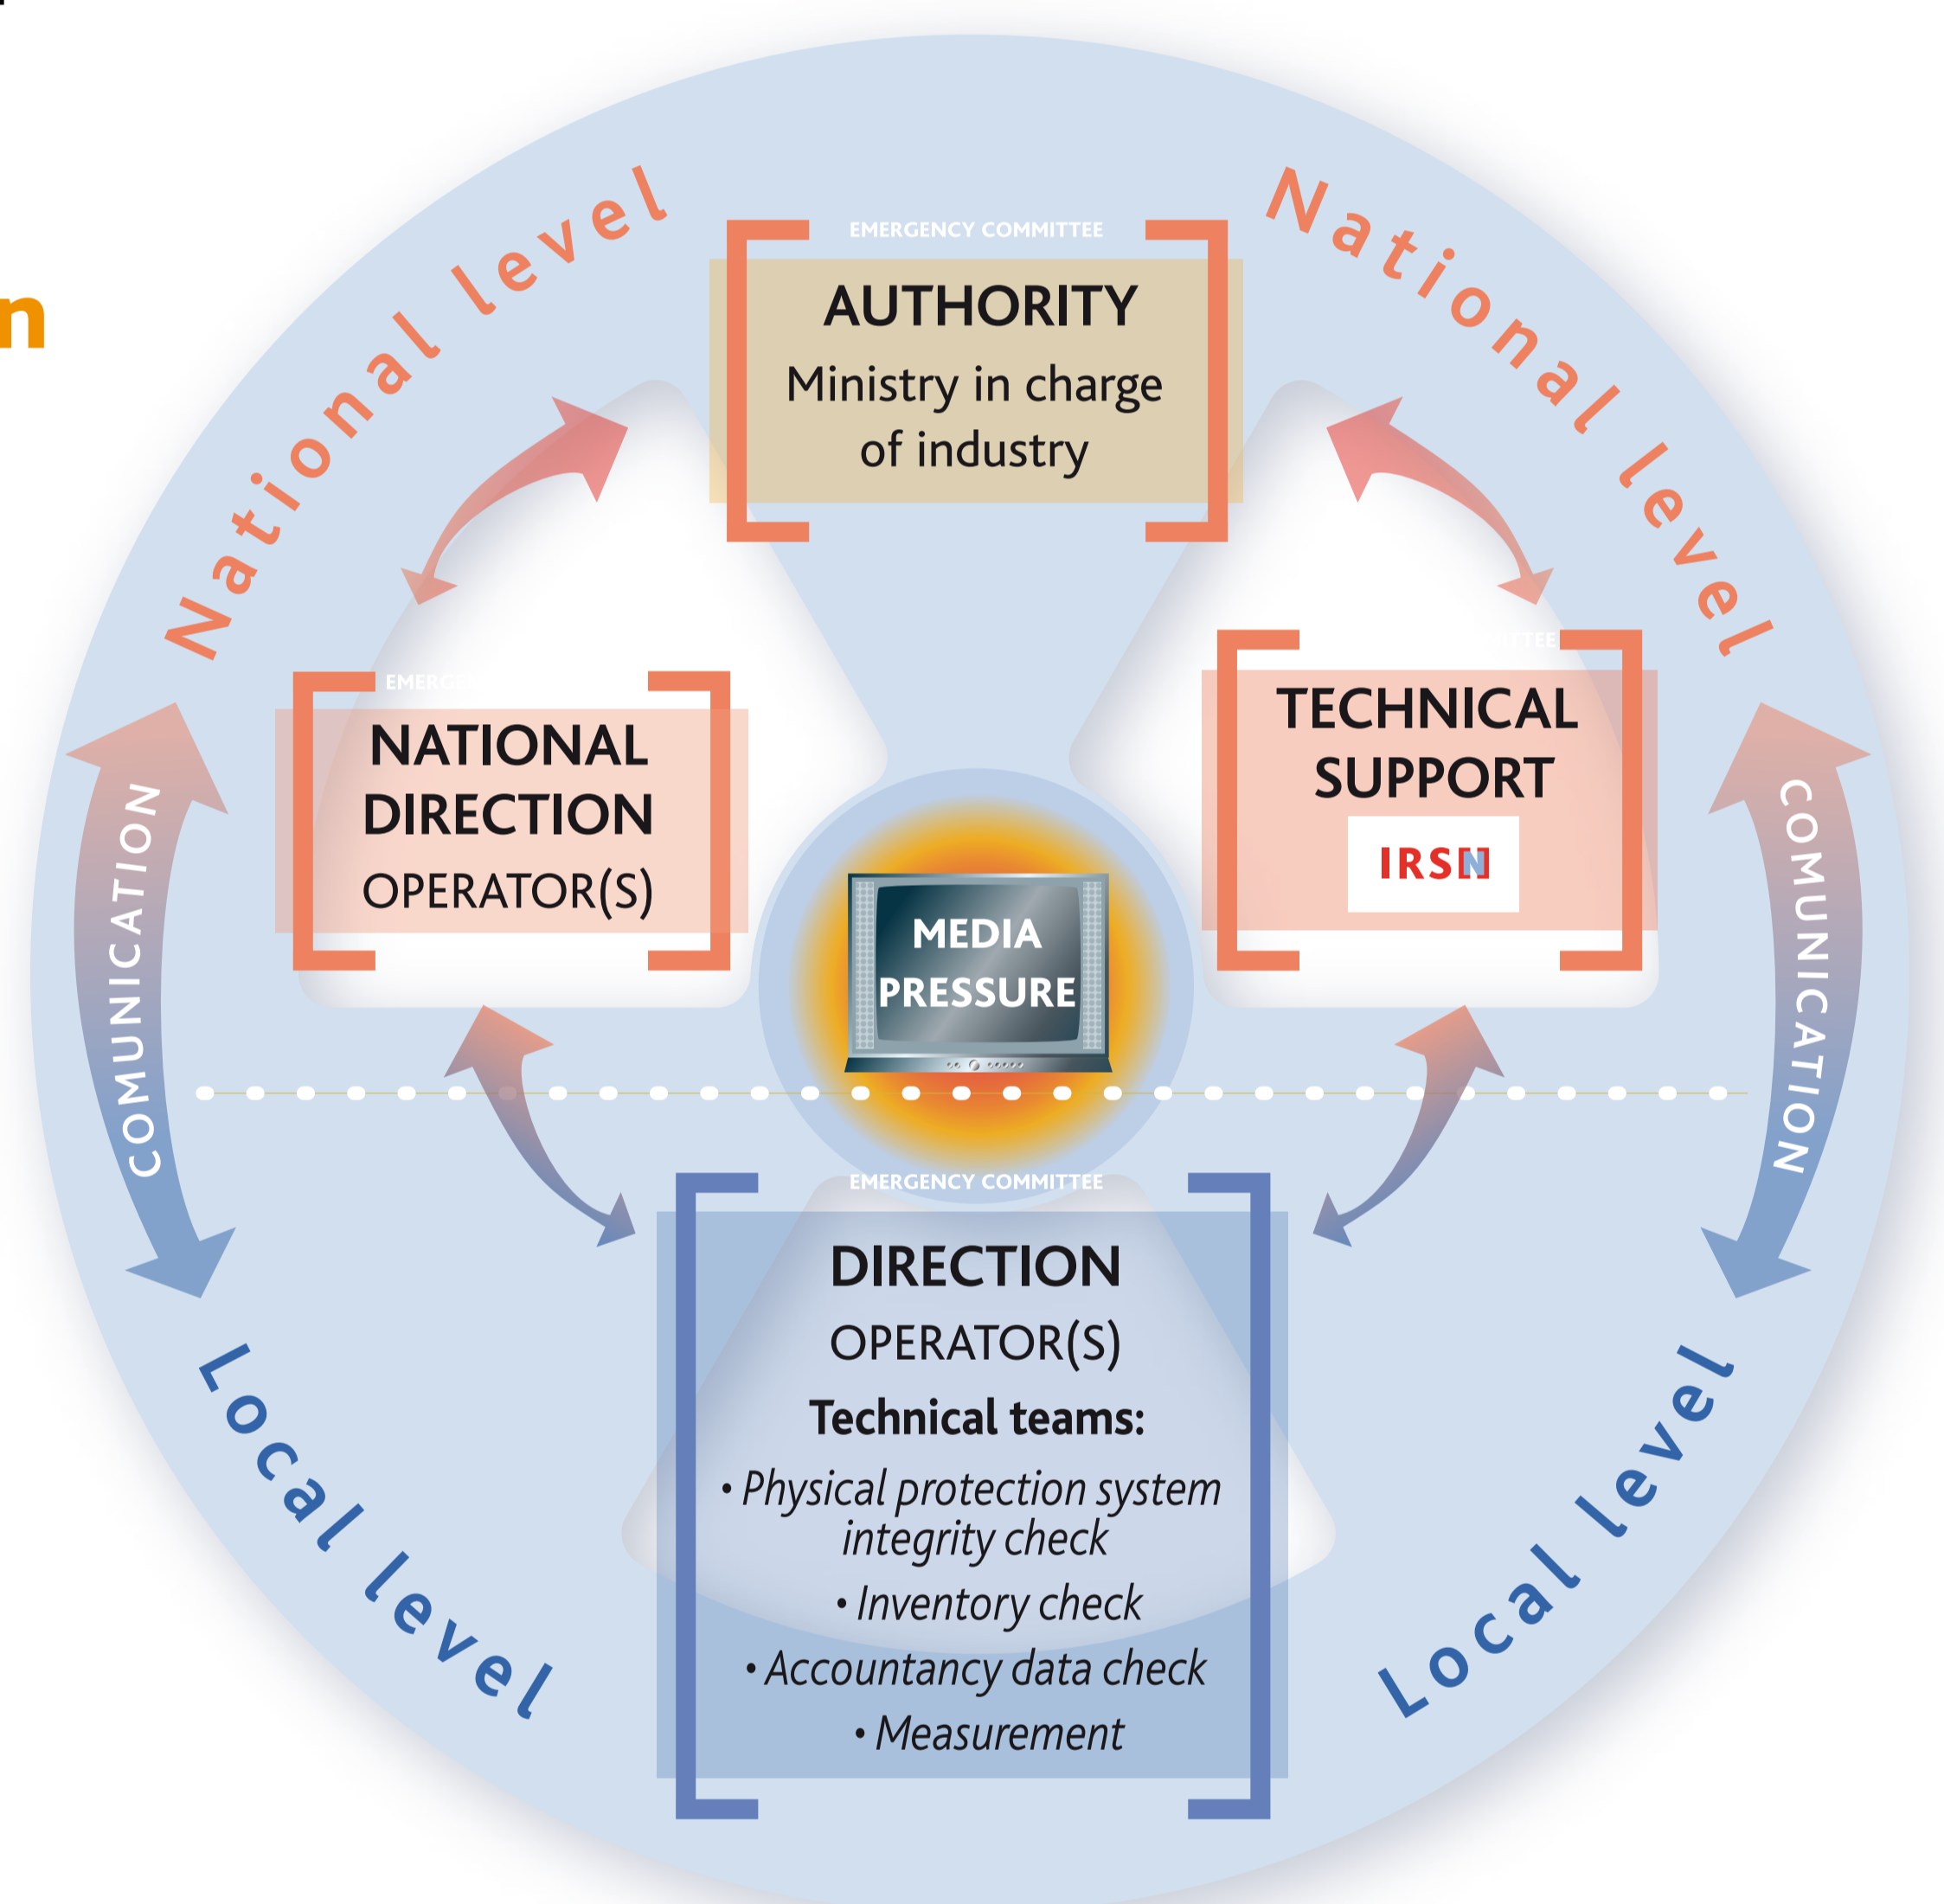 n
National level
National level
EMERGENCY COMMITTEE
AUTHORITY
Ministry in charge
of industry
NATIONAL
DIRECTION
OPERATOR(S)
TECHNICAL
SUPPORT
IRSN
COMUNICATION
COMUNICATION
MEDIA
PRESSURE
EMERGENCY COMMITTEE
DIRECTION
OPERATOR(S)
Technical teams:
• Physical protection system
integrity check
• Inventory check
• Accountancy data check
• Measurement
Local level
Local level